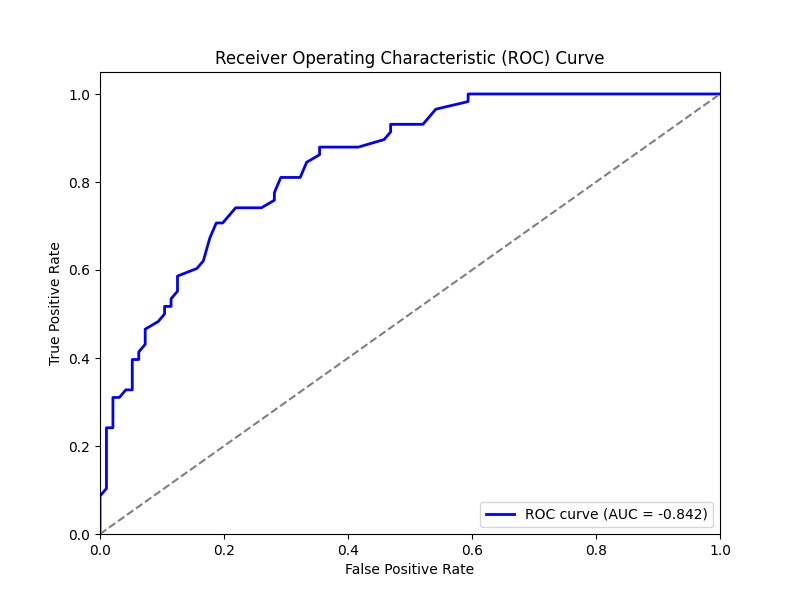 Receiver Operating Characteristic (ROC) Curve
1.0
0.8
0.6
0.4
0.2
0.0
True Positive Rate
ROC curve (AUC = -0.842)
0.0 0.2 0.4 0.6 0.8 1.0
False Positive Rate